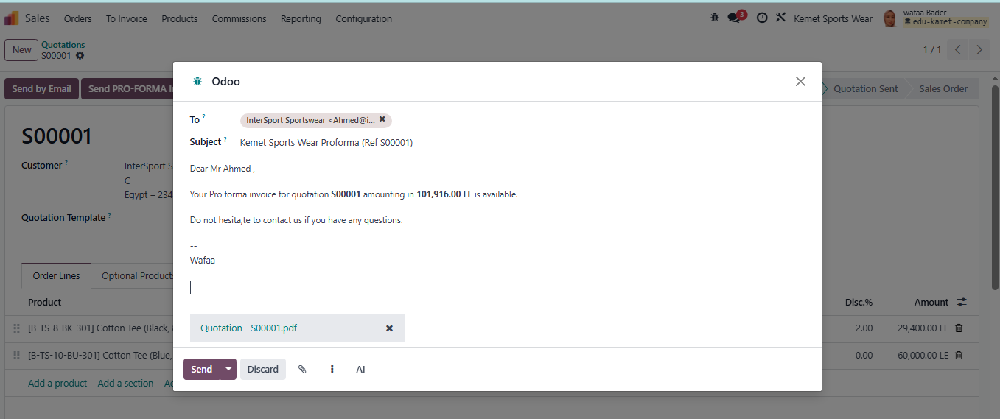 Sales Orders To Invoice Products Commissions Reporting Configuration 3 Kemet Sports Wear wafaa Bader
edu-kamet-company
New Quotations
S00001
1 / 1
Send by Email Send PRO-FORMA Quotation Sent Sales Order
Odoo
To ? InterSport Sportswear <Ahmed@i...
Subject ? Kemet Sports Wear Proforma (Ref S00001)
Dear Mr Ahmed ,
Your Pro forma invoice for quotation S00001 amounting in 101,916.00 LE is available.
Do not hesita,te to contact us if you have any questions.
--
Wafaa
Quotation - S00001.pdf
Send Discard AI
S00001
Customer ? InterSport S
C
Egypt – 234
Quotation Template ?
Order Lines Optional Products
Product Disc.% Amount
[B-TS-8-BK-301] Cotton Tee (Black, 2.00 29,400.00 LE
[B-TS-10-BU-301] Cotton Tee (Blue, 0.00 60,000.00 LE
Add a product Add a section